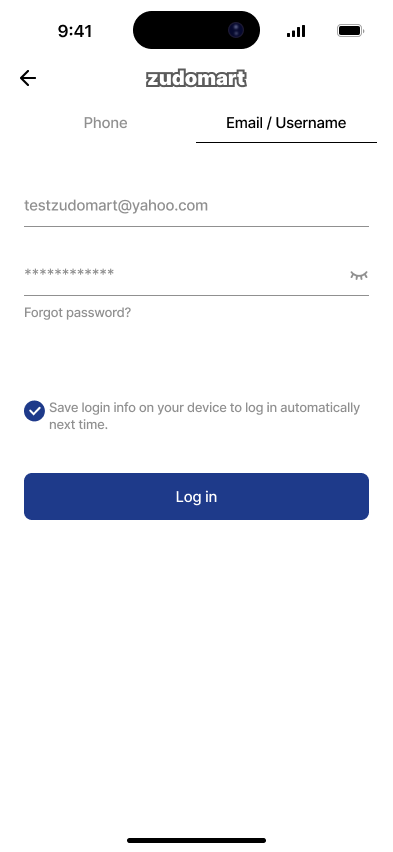 9:41
zudomart
Phone
Email / Username
testzudomart@yahoo.com
************
Forgot password?
Save login info on your device to log in automatically
next time.
Log in